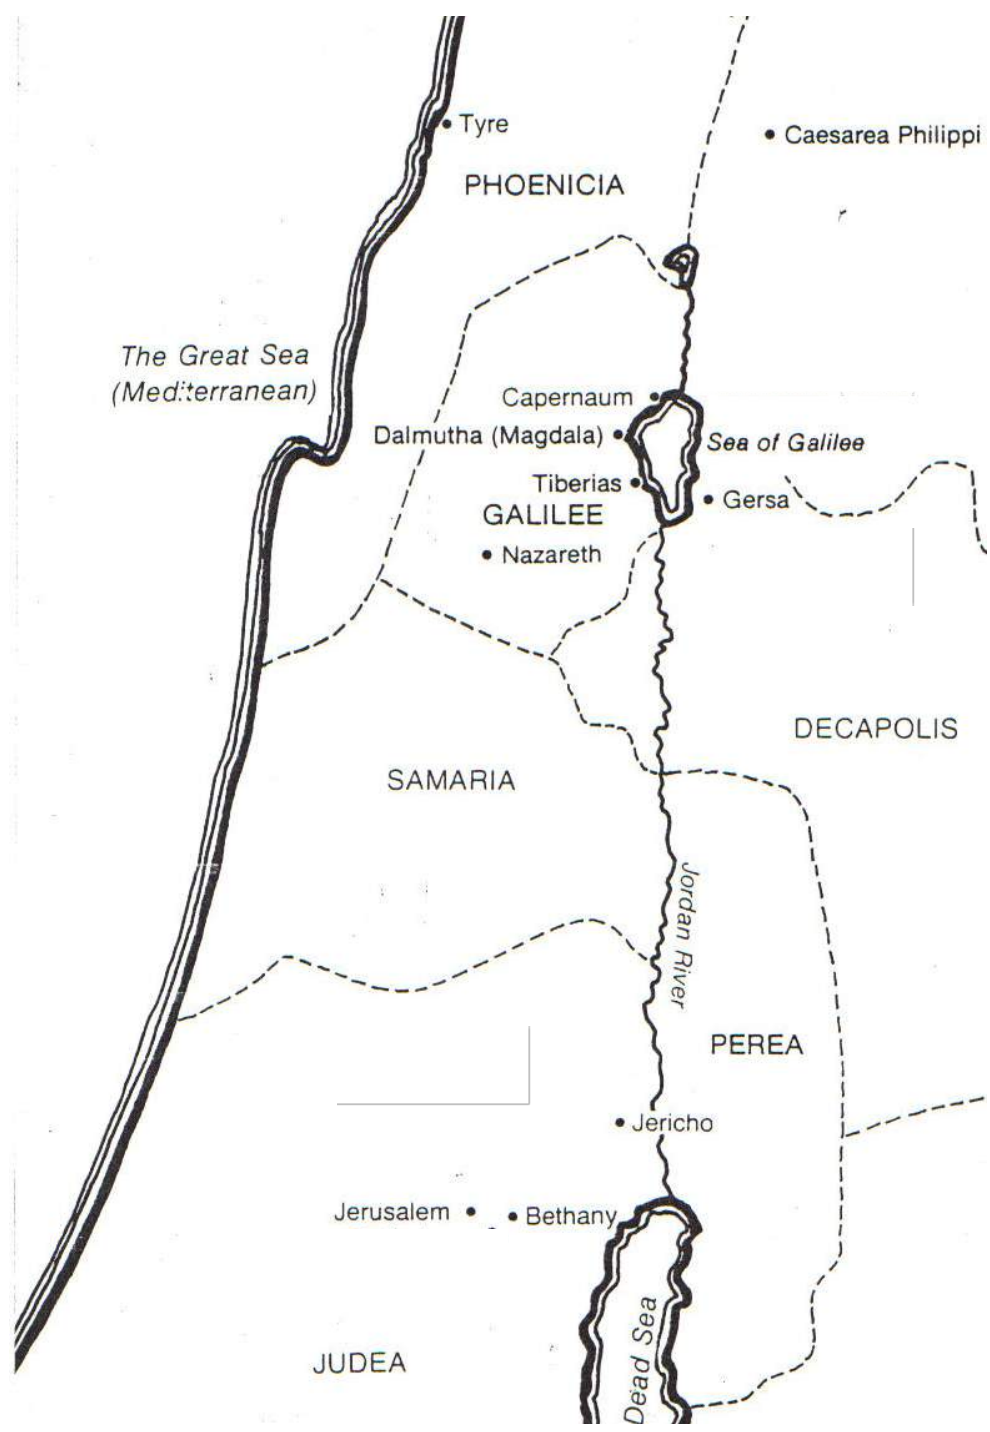 Tyre
Caesarea Philippi
PHOENICIA
The Great Sea
(Mediterranean)
Capernaum
Dalmutha (Magdala)
Sea of Galilee
Tiberias
Gersa
GALILEE
Nazareth
DECAPOLIS
SAMARIA
Jordan River
PEREA
Jericho
Jerusalem
Bethany
Dead Sea
JUDEA